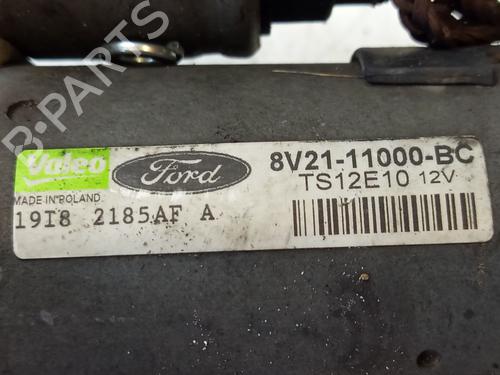 B-PARTS
Valeo
Ford
8V21-11000-BC
TS12E10 12V
MADE IN POLAND
19I8 2185AF A